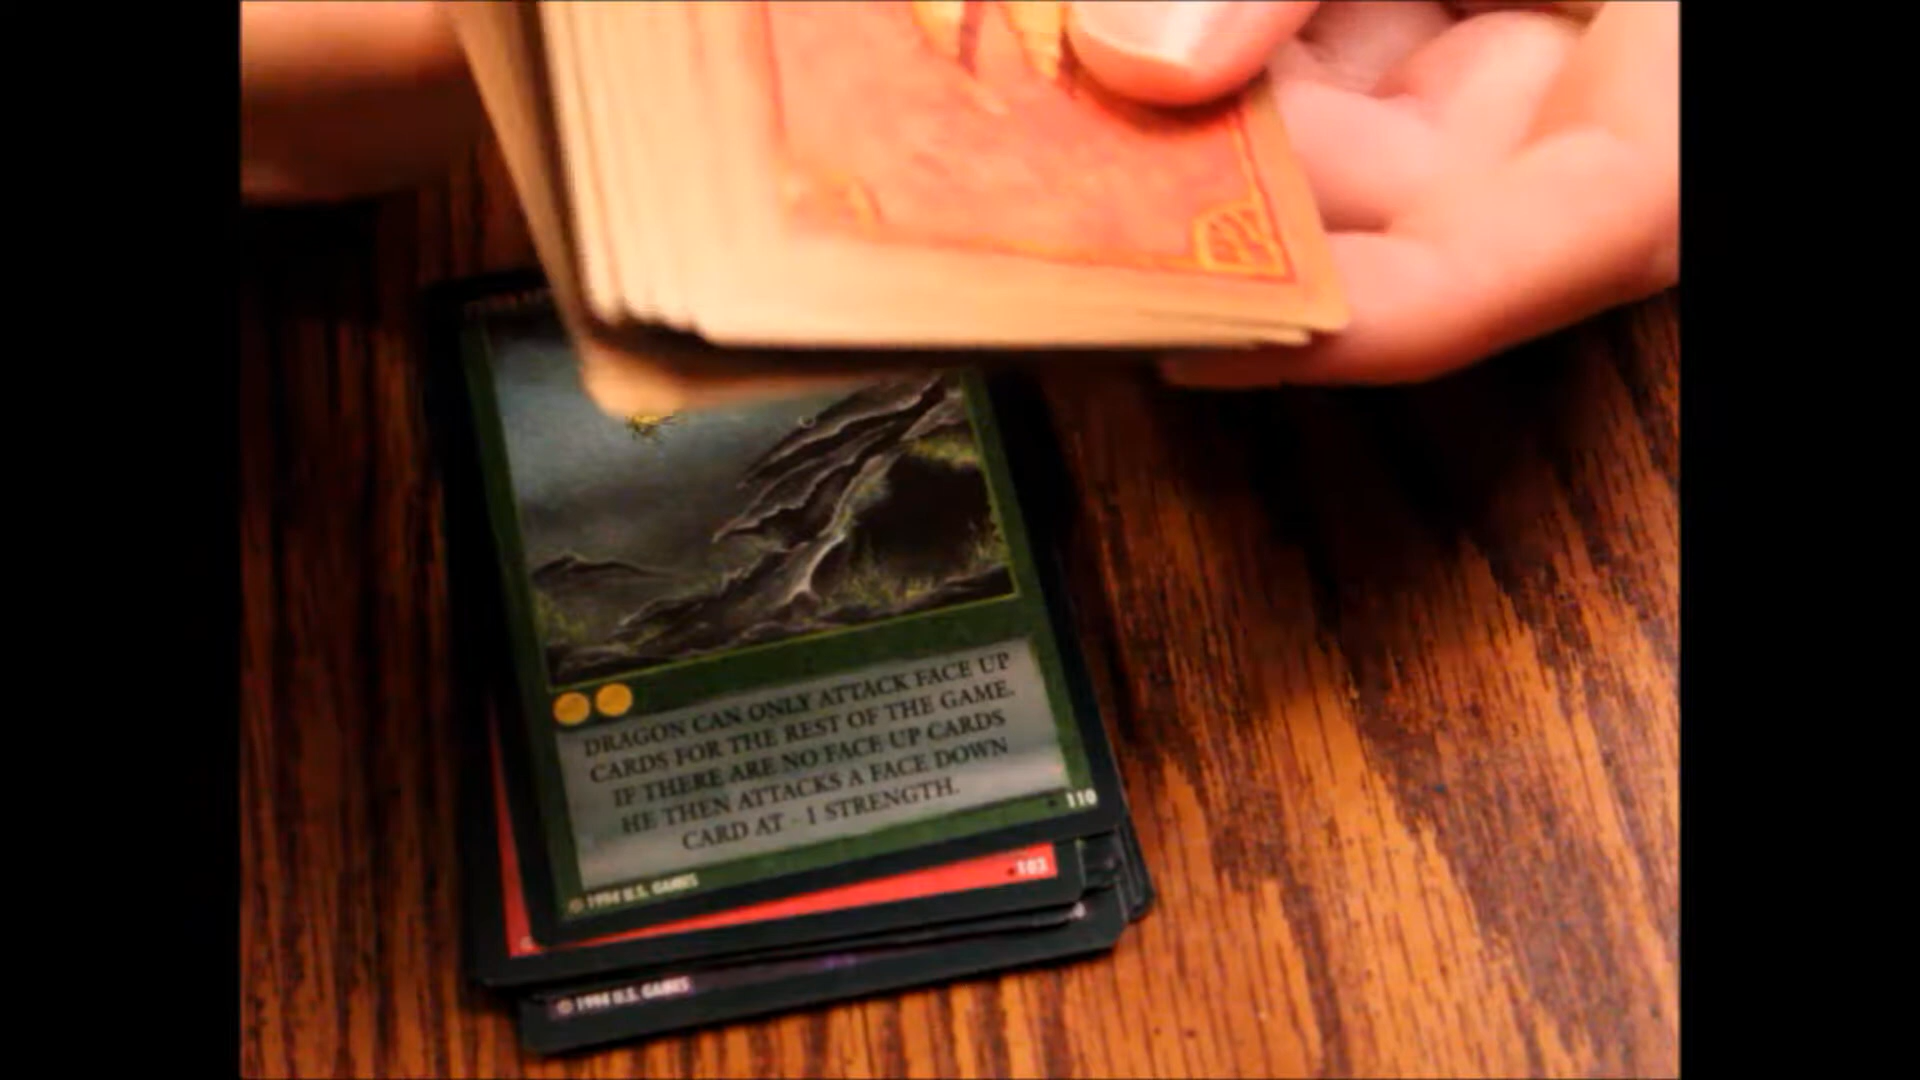 DRAGON CAN ONLY ATTACK FACE UP
CARDS FOR THE REST OF THE GAME.
IF THERE ARE NO FACE UP CARDS
HE THEN ATTACKS A FACE DOWN
CARD AT -1 STRENGTH.
110
© 1994 U.S. GAMES
103
© 1994 U.S. GAMES